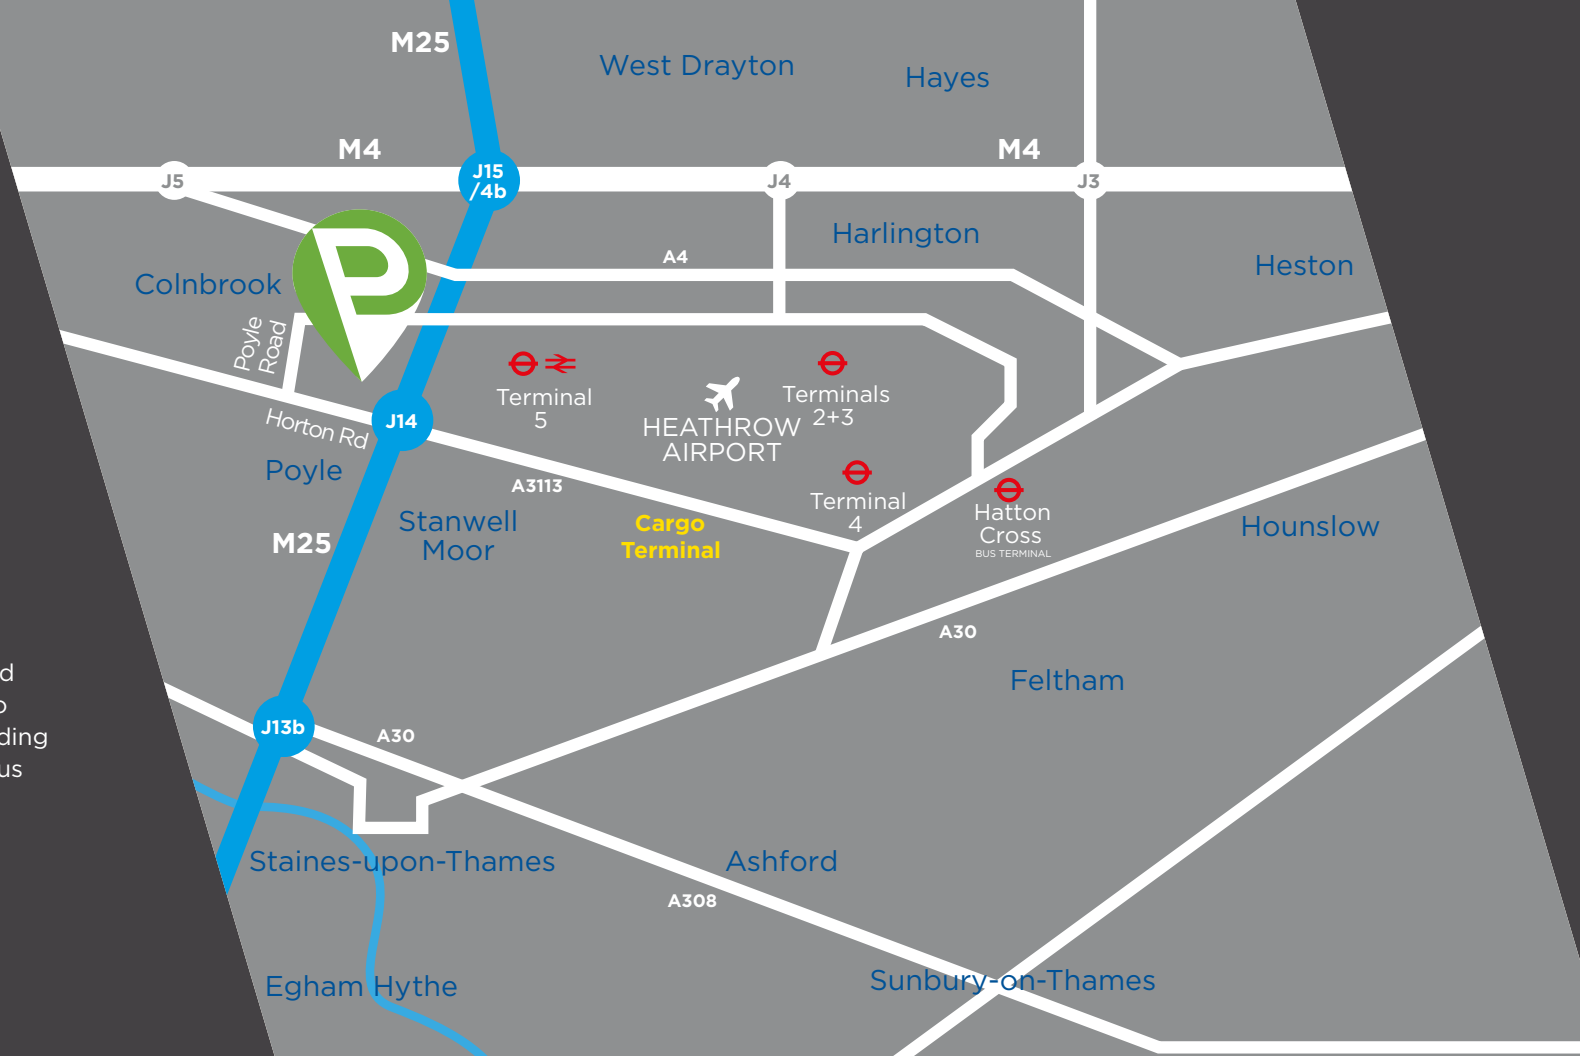 M25
West Drayton
Hayes
M4
M4
J5
J15
/4b
J4
J3
Harlington
A4
Heston
Colnbrook
P
Poyle
Road
Terminal
5
Terminals
2+3
HEATHROW
AIRPORT
Horton Rd
J14
Poyle
A3113
Terminal
4
Hatton
Cross
BUS TERMINAL
Stanwell
Moor
Cargo
Terminal
Hounslow
M25
A30
Feltham
d
o
ding
us
J13b
A30
Staines-upon-Thames
Ashford
A308
Sunbury-on-Thames
Egham Hythe